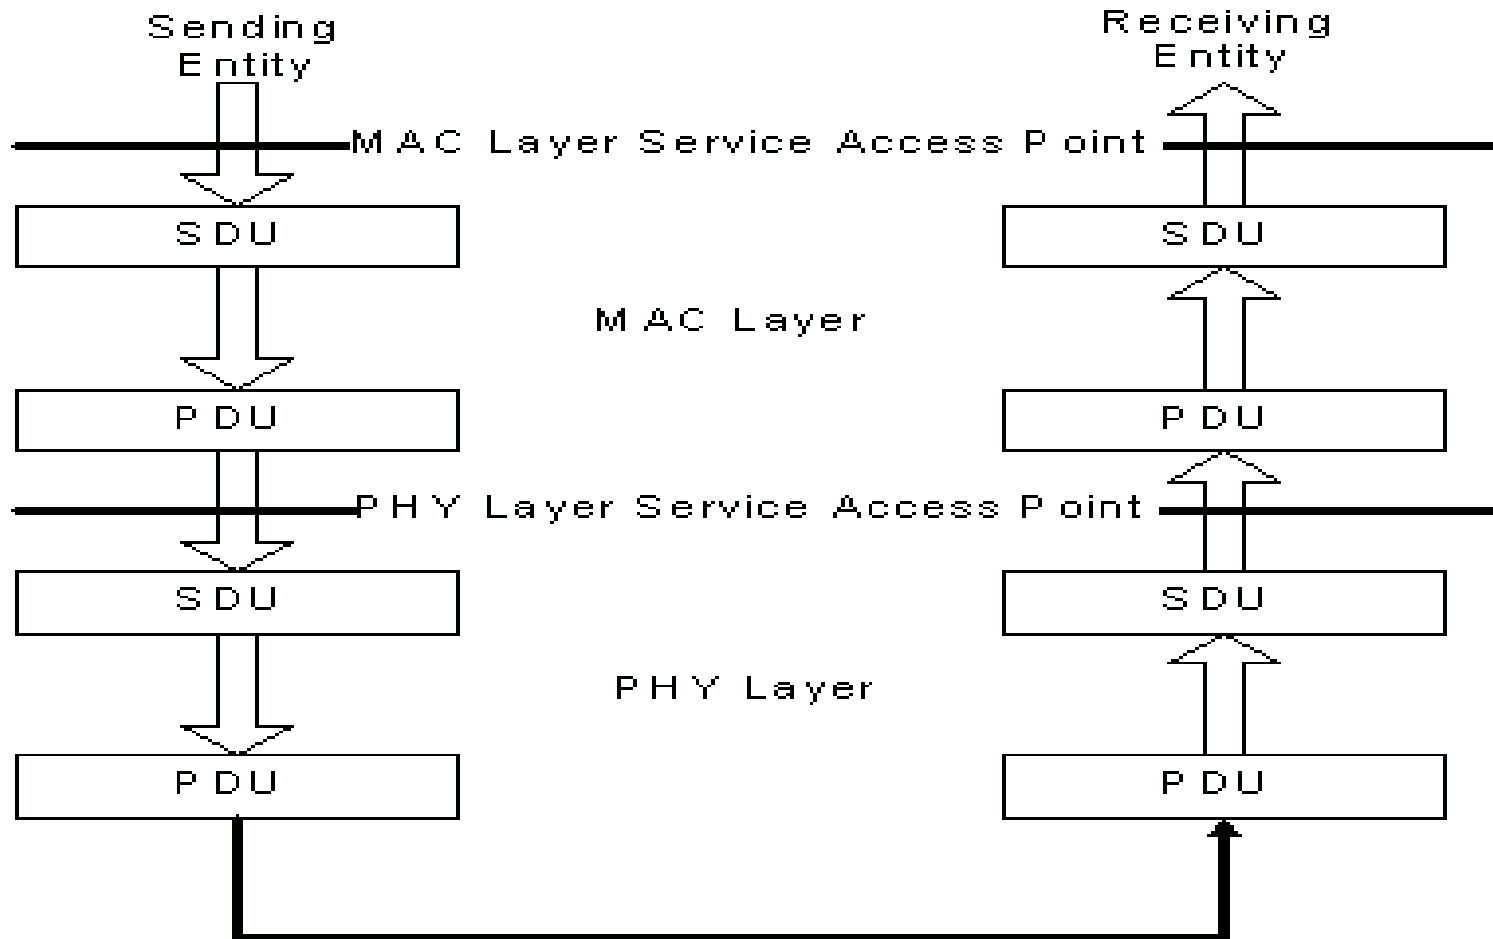 Sending
Entity
Receiving
Entity
MAC Layer Service Access Point
SDU
SDU
MAC Layer
PDU
PDU
PHY Layer Service Access Point
SDU
SDU
PHY Layer
PDU
PDU